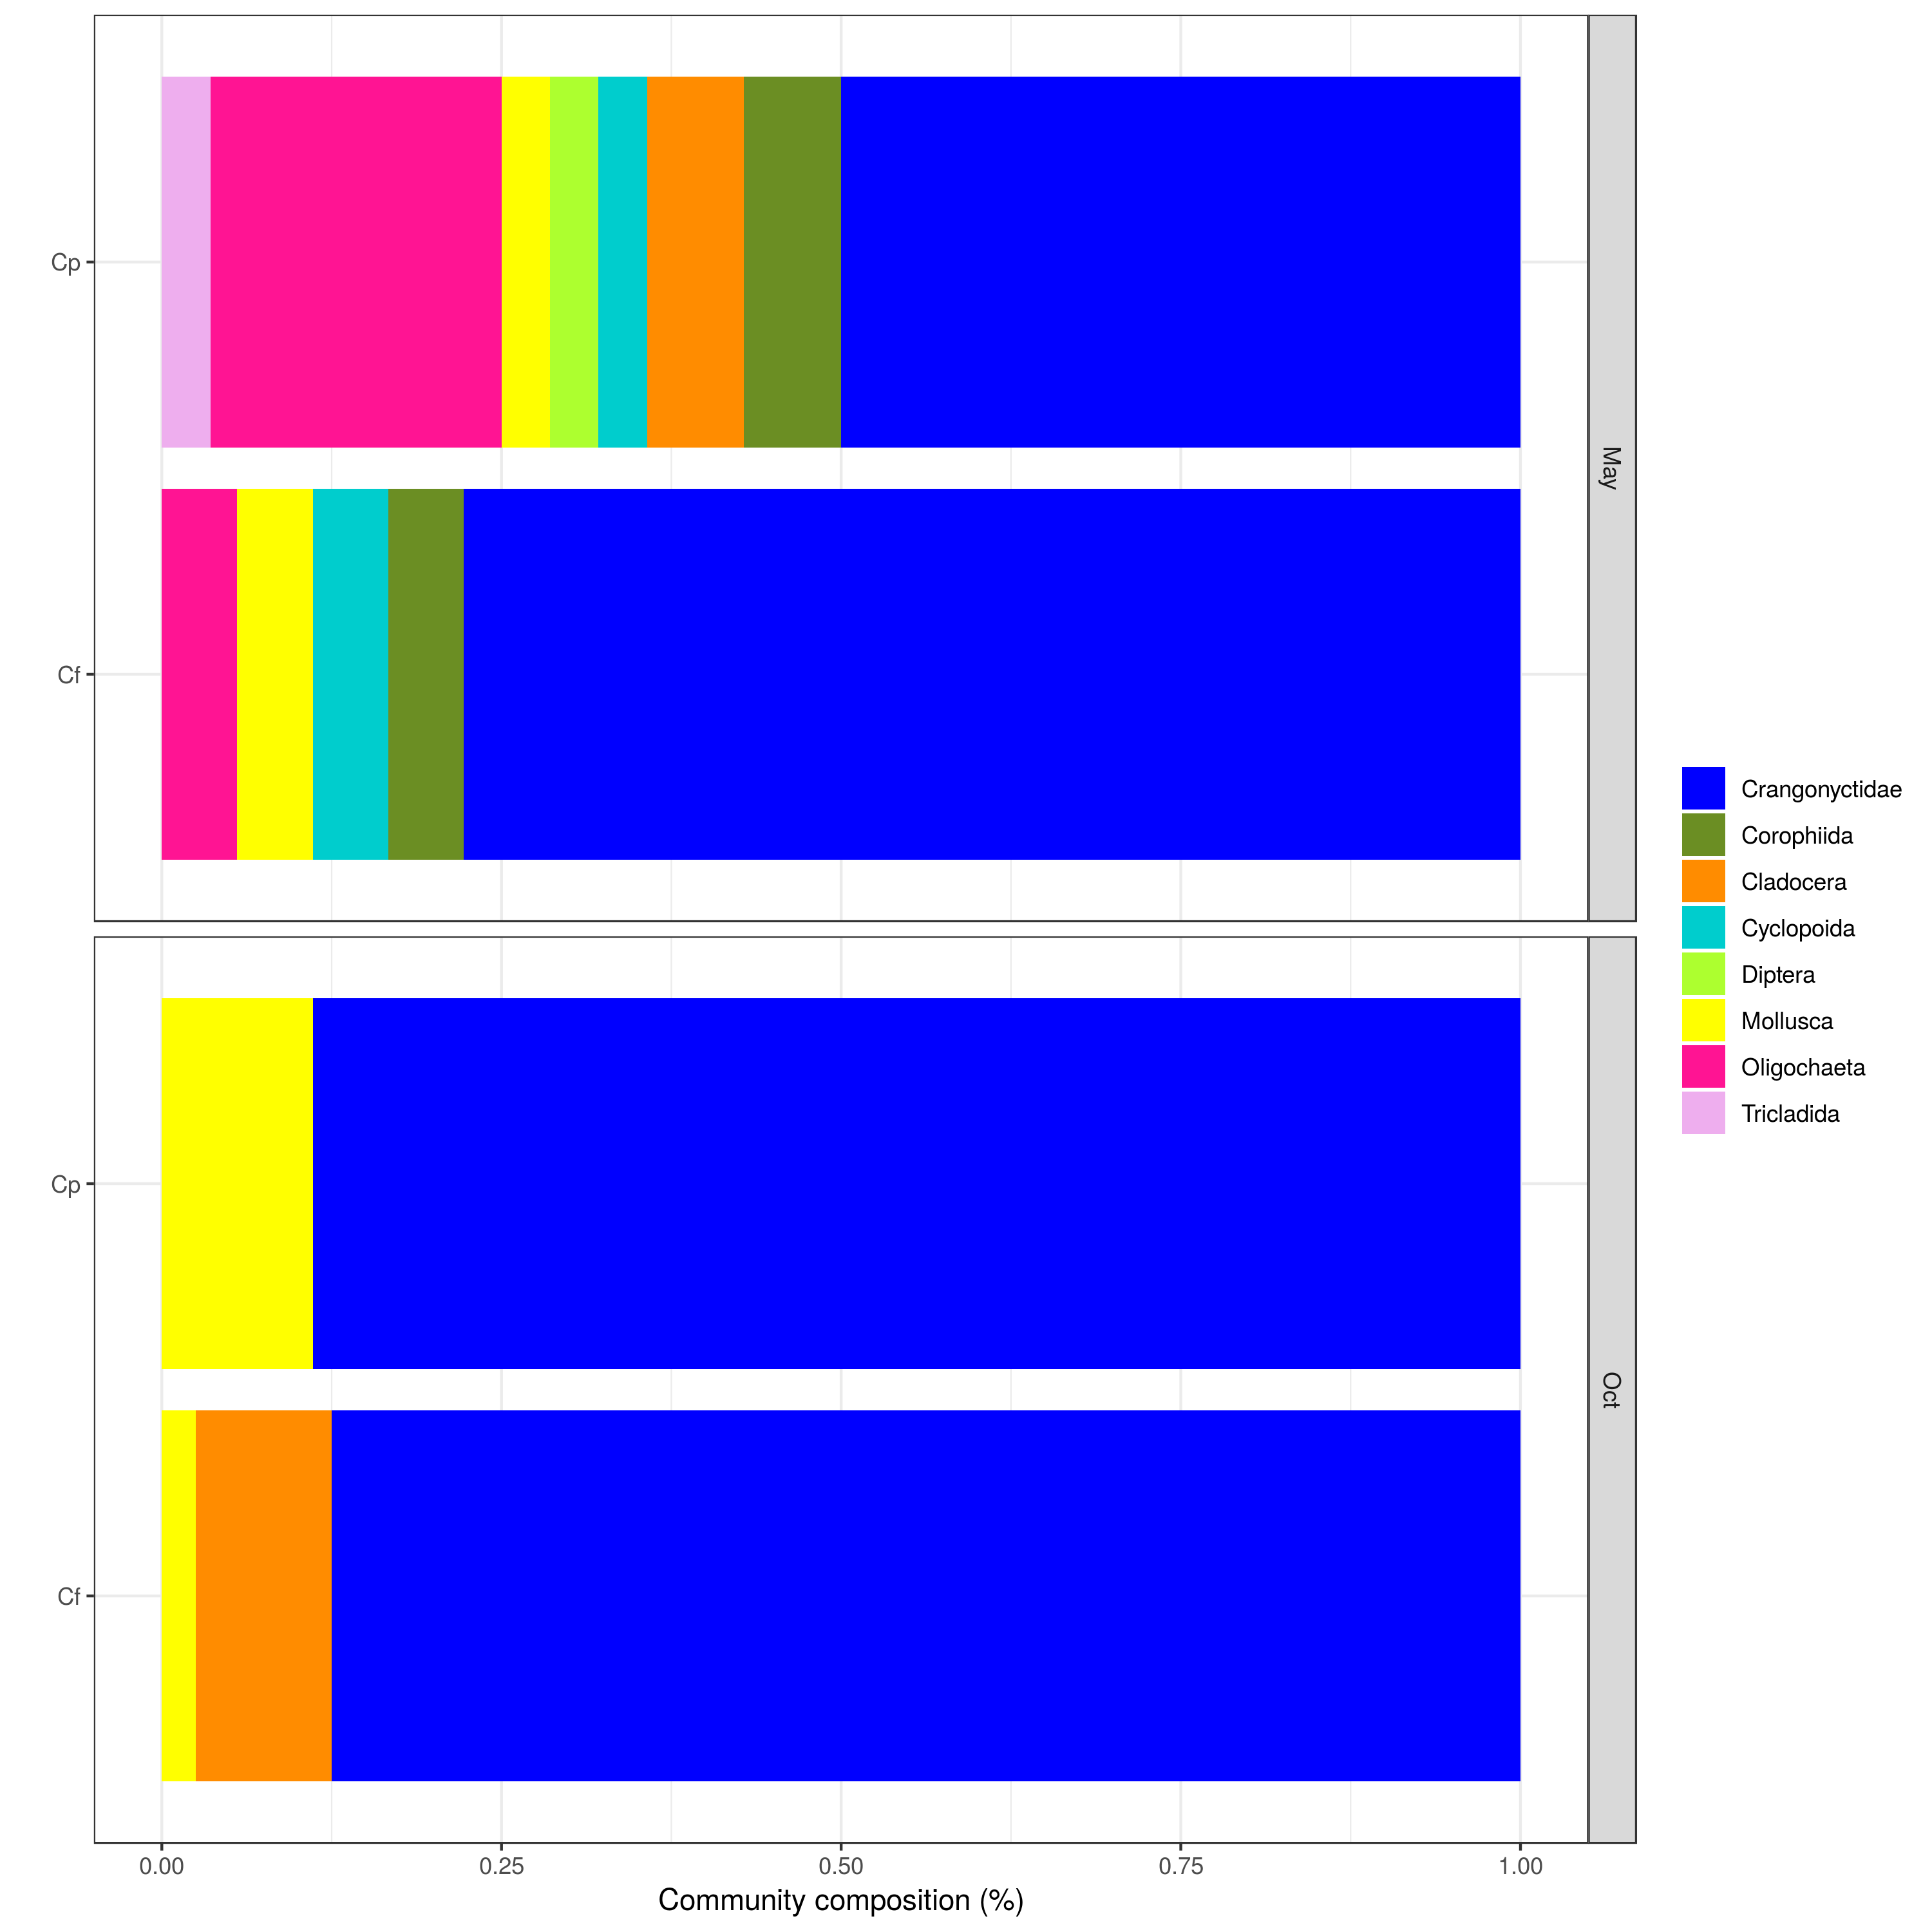 Cp
Cf
May
Cp
Cf
Oct
0.00 0.25 0.50 0.75 1.00
Community composition (%)
Crangonyctidae
Corophiida
Cladocera
Cyclopoida
Diptera
Mollusca
Oligochaeta
Tricladida